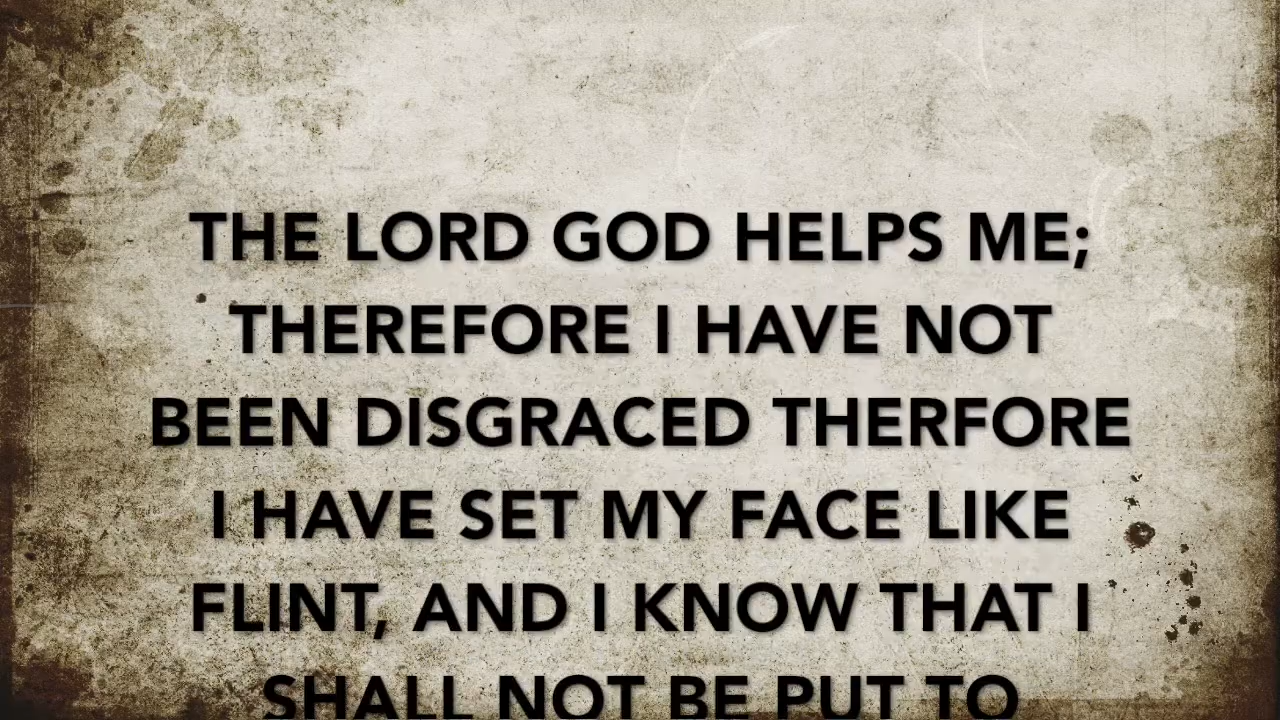 THE LORD GOD HELPS ME;
THEREFORE I HAVE NOT
BEEN DISGRACED THERFORE
I HAVE SET MY FACE LIKE
FLINT, AND I KNOW THAT I
SHALL NOT BE PUT TO